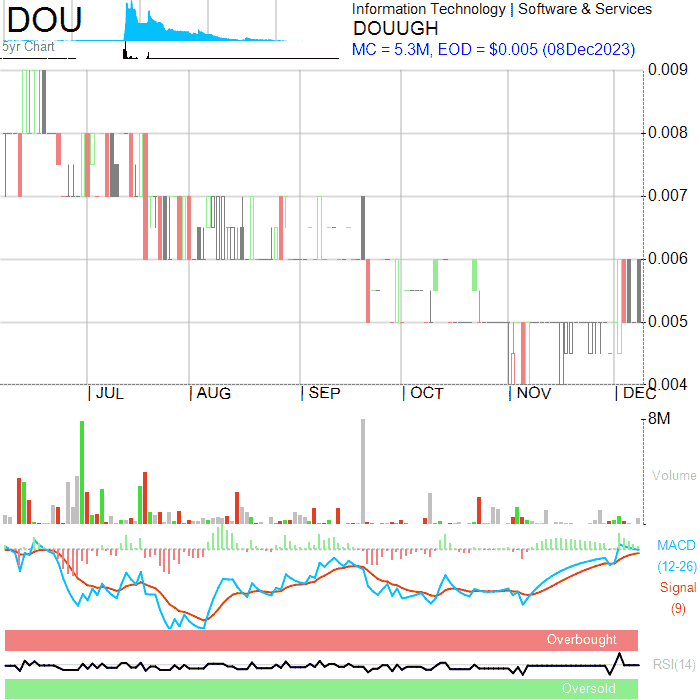 DOU
5yr Chart
Information Technology | Software & Services
DOUUGH
MC = 5.3M, EOD = $0.005 (08Dec2023)
0.009
0.008
0.007
0.006
0.005
0.004
JUL AUG SEP OCT NOV DEC
8M
Volume
MACD
(12-26)
Signal
(9)
Overbought
RSI(14)
Oversold